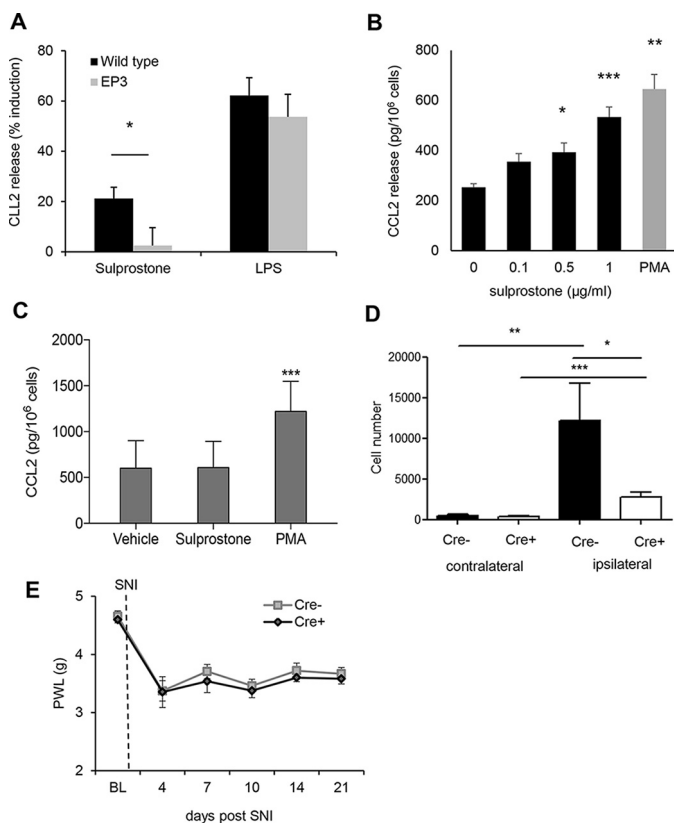 A
80
60
40
20
0
CLL2 release (% induction)
Wild type
EP3
*
Sulprostone
LPS
B
800
600
400
200
0
CCL2 release (pg/10⁶ cells)
*
***
**
0 0.1 0.5 1 PMA
sulprostone (µg/ml)
C
2000
1500
1000
500
0
CCL2 (pg/10⁶ cells)
***
Vehicle Sulprostone PMA
D
20000
15000
10000
5000
0
Cell number
**
*
***
Cre- Cre+ Cre- Cre+
contralateral ipsilateral
E
SNI
5
4
3
2
PWL (g)
Cre-
Cre+
BL 4 7 10 14 21
days post SNI